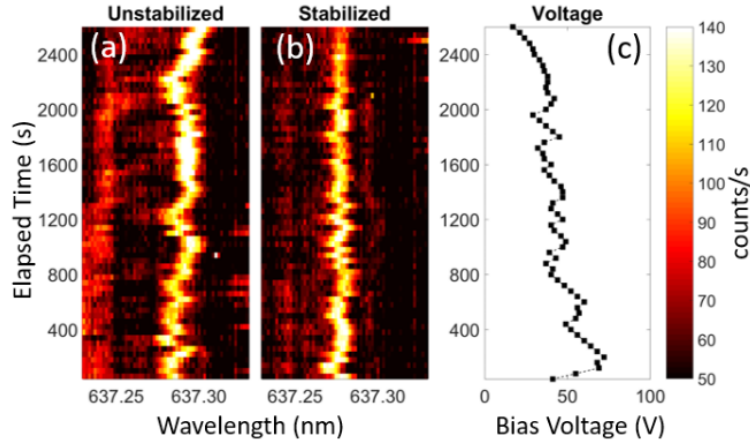 Unstabilized Stabilized Voltage
(a) (b) (c)
Elapsed Time (s)
2400
2000
1600
1200
800
400
637.25 637.30 637.25 637.30
Wavelength (nm)
0 50 100
Bias Voltage (V)
140
130
120
110
100
90
80
70
60
50
counts/s